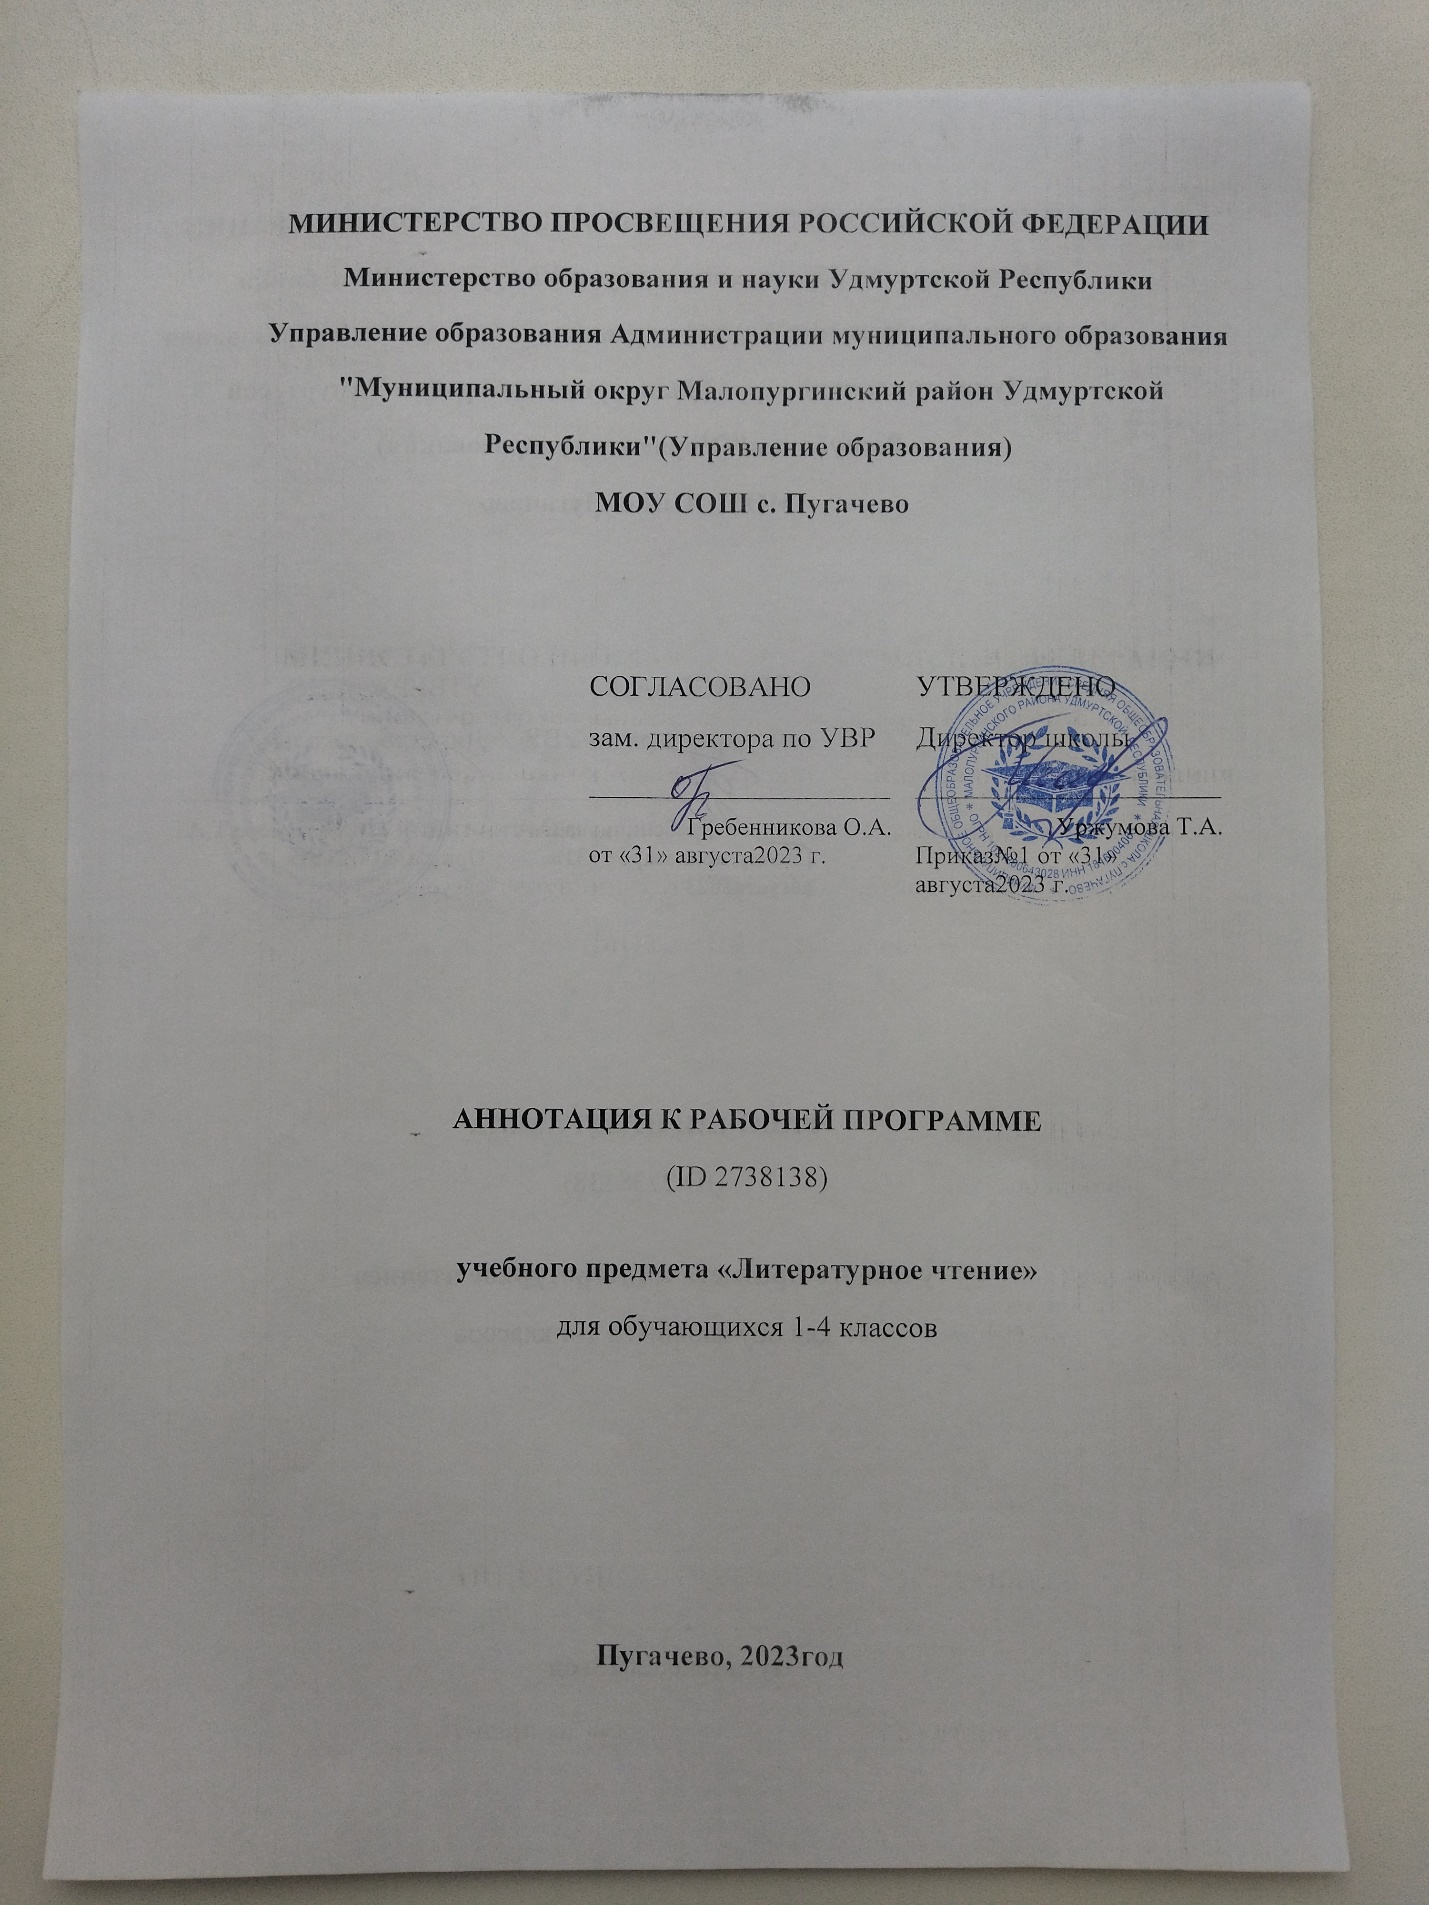 МИНИСТЕРСТВО ПРОСВЕЩЕНИЯ РОССИЙСКОЙ ФЕДЕРАЦИИ
Министерство образования и науки Удмуртской Республики
Управление образования Администрации муниципального образования
"Муниципальный округ Малопургинский район Удмуртской
Республики"(Управление образования)
МОУ СОШ с. Пугачево
СОГЛАСОВАНО
зам. директора по УВР
Гребенникова О.А.
от «31» августа2023 г.
УТВЕРЖДЕНО
Директор школы
Уржумова Т.А.
Приказ№1 от «31»
августа2023 г.
АННОТАЦИЯ К РАБОЧЕЙ ПРОГРАММЕ
(ID 2738138)
учебного предмета «Литературное чтение»
для обучающихся 1-4 классов
Пугачево, 2023год